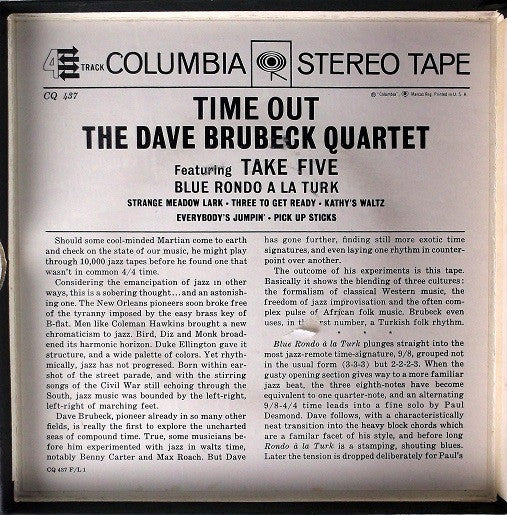 4 TRACK COLUMBIA STEREO TAPE
CQ 437
® "Columbia", Marcas Reg. Printed in U. S. A.
TIME OUT
THE DAVE BRUBECK QUARTET
Featuring TAKE FIVE
BLUE RONDO A LA TURK
STRANGE MEADOW LARK • THREE TO GET READY • KATHY'S WALTZ
EVERYBODY'S JUMPIN' • PICK UP STICKS
Should some cool-minded Martian come to earth
and check on the state of our music, he might play
through 10,000 jazz tapes before he found one that
wasn't in common 4/4 time.
Considering the emancipation of jazz in other
ways, this is a sobering thought...and an astonish-
ing one. The New Orleans pioneers soon broke free
of the tyranny imposed by the easy brass key of
B-flat. Men like Coleman Hawkins brought a new
chromaticism to jazz. Bird, Diz and Monk broad-
ened its harmonic horizon. Duke Ellington gave it
structure, and a wide palette of colors. Yet rhyth-
mically, jazz has not progressed. Born within ear-
shot of the street parade, and with the stirring
songs of the Civil War still echoing through the
South, jazz music was bounded by the left-right,
left-right of marching feet.
Dave Brubeck, pioneer already in so many other
fields, is really the first to explore the uncharted
seas of compound time. True, some musicians be-
fore him experimented with jazz in waltz time,
notably Benny Carter and Max Roach. But Dave
CQ 437 F/L 1
has gone further, finding still more exotic time
signatures, and even laying one rhythm in counter-
point over another.
The outcome of his experiments is this tape.
Basically it shows the blending of three cultures:
the formalism of classical Western music, the
freedom of jazz improvisation and the often com-
plex pulse of African folk music. Brubeck even
uses, in rst number, a Turkish folk rhythm.
• • •
Blue Rondo à la Turk plunges straight into the
most jazz-remote time-signature, 9/8, grouped not
in the usual form (3-3-3) but 2-2-2-3. When the
gusty opening section gives way to a more familiar
jazz beat, the three eighth-notes have become
equivalent to one quarter-note, and an alternating
9/8-4/4 time leads into a fine solo by Paul
Desmond. Dave follows, with a characteristically
neat transition into the heavy block chords which
are a familiar facet of his style, and before long
Rondo à la Turk is a stamping, shouting blues.
Later the tension is dropped deliberately for Paul's